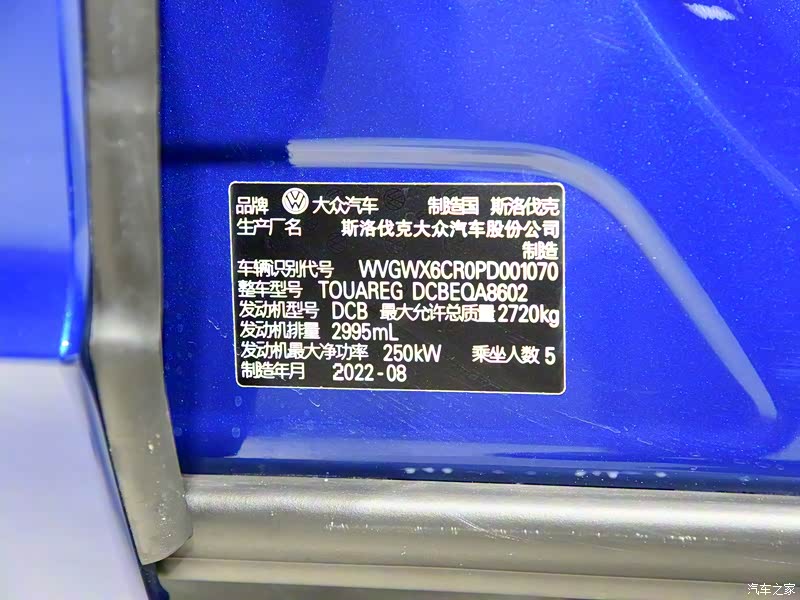 品牌 大众汽车 制造国 斯洛伐克
生产厂名 斯洛伐克大众汽车股份公司
制造
车辆识别代号 WVGWX6CR0PD001070
整车型号 TOUAREG DCBEQA8602
发动机型号 DCB 最大允许总质量 2720kg
发动机排量 2995mL
发动机最大净功率 250kW 乘坐人数 5
制造年月 2022-08
汽车之家